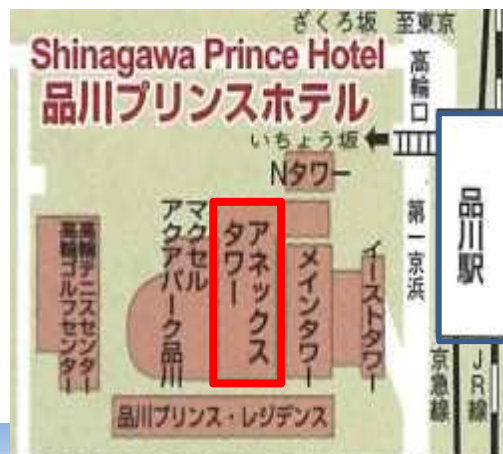 ざくろ坂
至東京
Shinagawa Prince Hotel
品川プリンスホテル
高輪口
いちょう坂
Nタワー
品川駅
第一京浜
イーストタワー
メインタワー
アネックス
タワー
マクセル
アクアパーク品川
高輪テニスセンター
高輪ゴルフセンター
品川プリンス・レジデンス
京急線
JR線